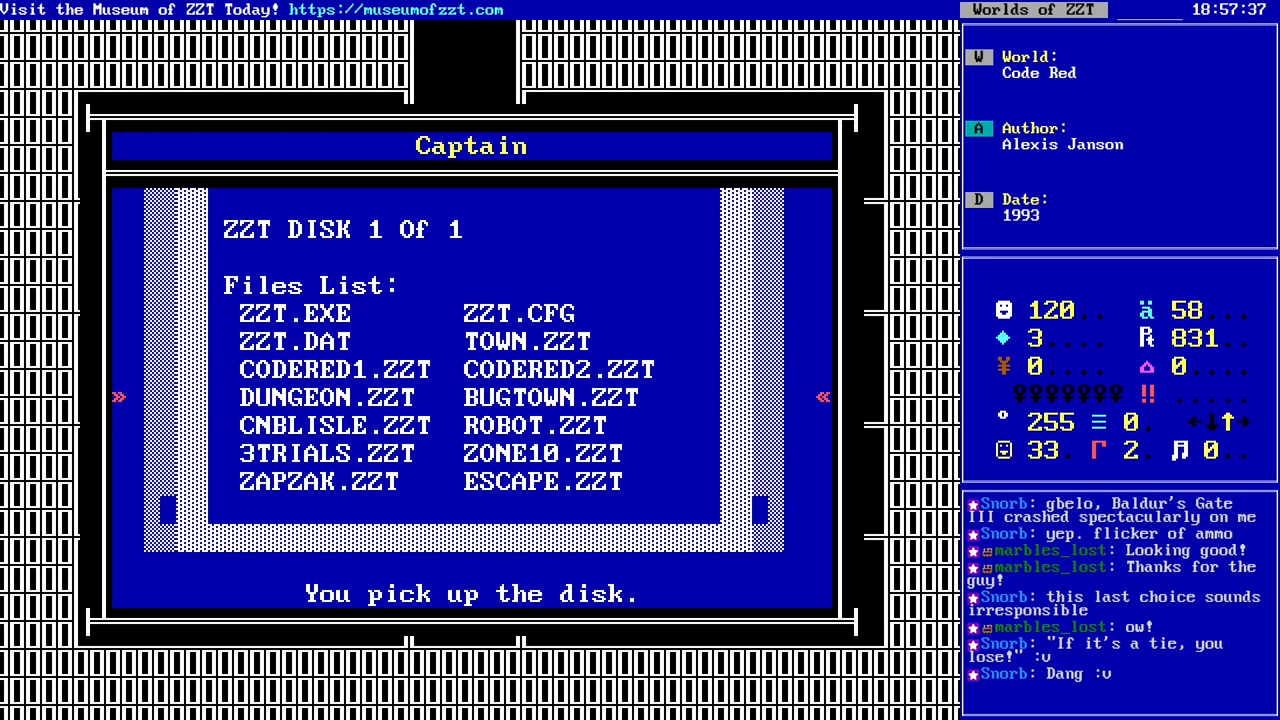 Visit the Museum of ZZT Today! https://museumofzzt.com
Worlds of ZZT
18:57:37
Captain
ZZT DISK 1 Of 1
Files List:
ZZT.EXE ZZT.CFG
ZZT.DAT TOWN.ZZT
CODERED1.ZZT CODERED2.ZZT
DUNGEON.ZZT BUGTOWN.ZZT
CNBLISLE.ZZT ROBOT.ZZT
3TRIALS.ZZT ZONE10.ZZT
ZAPZAK.ZZT ESCAPE.ZZT
You pick up the disk.
W World:
Code Red
A Author:
Alexis Janson
D Date:
1993
120 58
3 831
0 0
255 0
33 2 0
Snorb: gbelo, Baldur's Gate
III crashed spectacularly on me
Snorb: yep. flicker of ammo
marbles_lost: Looking good!
marbles_lost: Thanks for the
guy!
Snorb: this last choice sounds
irresponsible
marbles_lost: ow!
Snorb: "If it's a tie, you
lose!" :v
Snorb: Dang :v